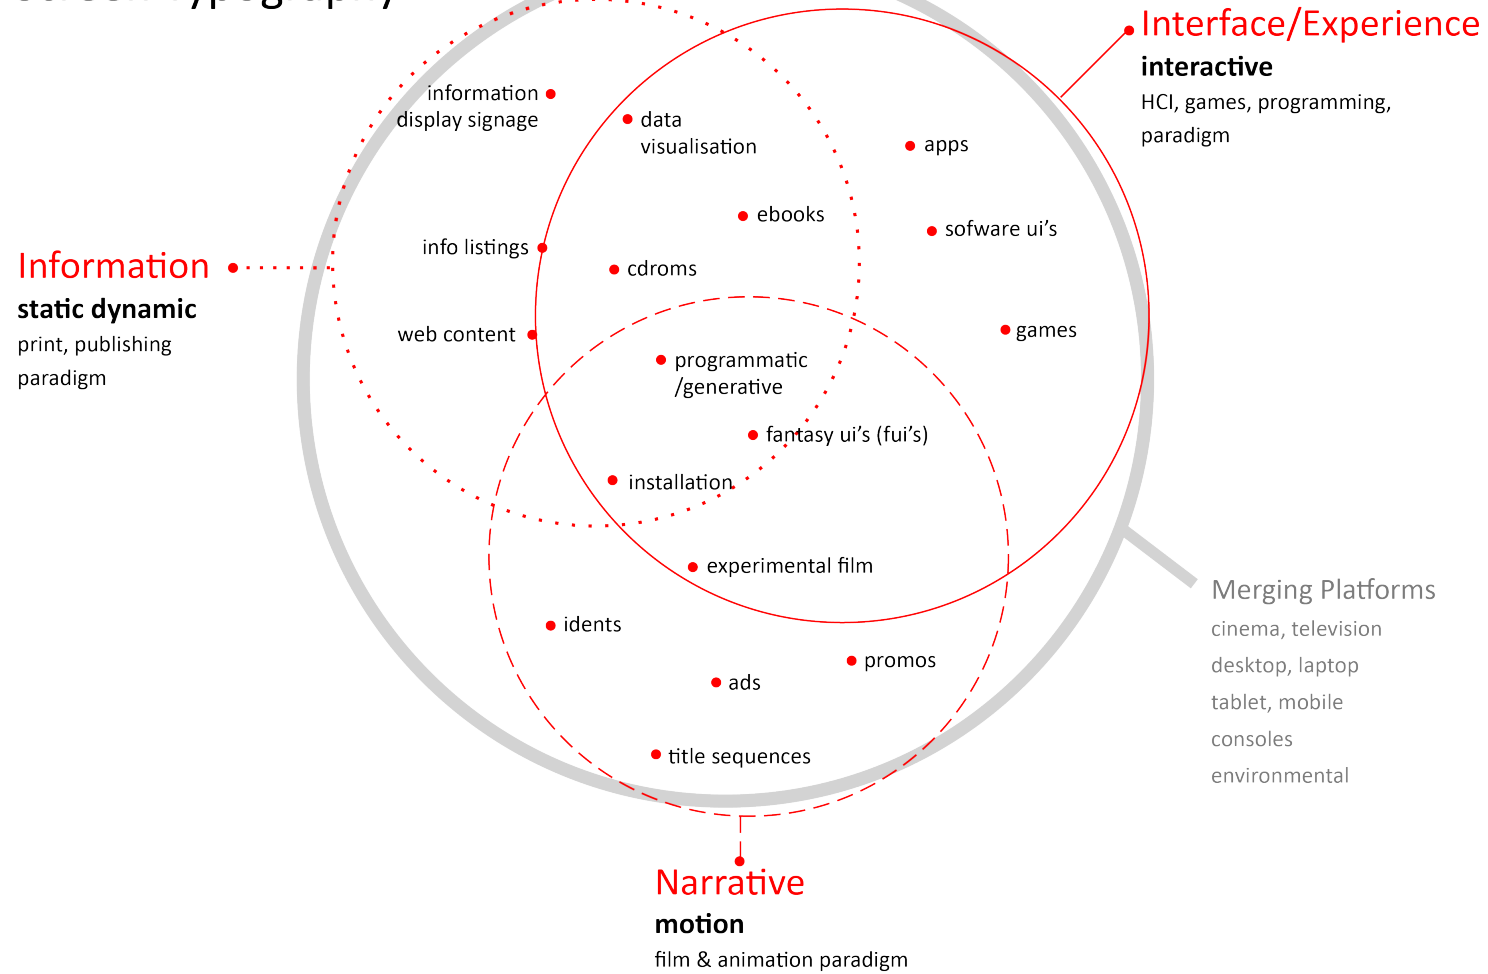 Screen Typography
Interface/Experience
interactive
HCI, games, programming,
paradigm
information
display signage
data
visualisation
apps
ebooks
sofware ui's
info listings
cdroms
Information
static dynamic
print, publishing
paradigm
web content
games
programmatic
/generative
fantasy ui's (fui's)
installation
experimental film
Merging Platforms
cinema, television
desktop, laptop
tablet, mobile
consoles
environmental
idents
promos
ads
title sequences
Narrative
motion
film & animation paradigm